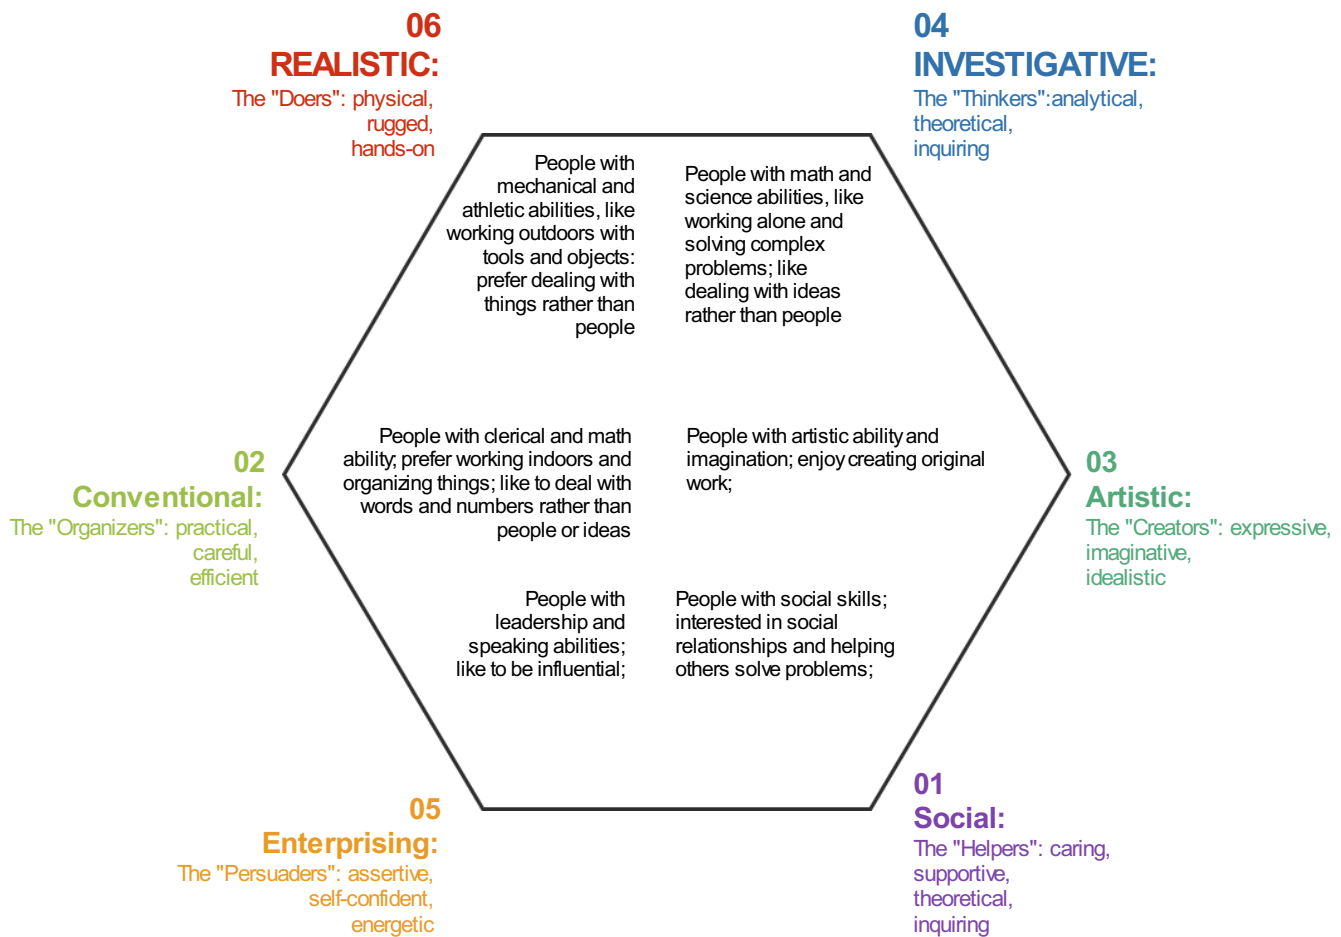 06
REALISTIC:
The "Doers": physical,
rugged,
hands-on
04
INVESTIGATIVE:
The "Thinkers":analytical,
theoretical,
inquiring
People with
mechanical and
athletic abilities, like
working outdoors with
tools and objects:
prefer dealing with
things rather than
people
People with math and
science abilities, like
working alone and
solving complex
problems; like
dealing with ideas
rather than people
02
Conventional:
The "Organizers": practical,
careful,
efficient
People with clerical and math
ability; prefer working indoors and
organizing things; like to deal with
words and numbers rather than
people or ideas
People with artistic ability and
imagination; enjoy creating original
work;
03
Artistic:
The "Creators": expressive,
imaginative,
idealistic
People with
leadership and
speaking abilities;
like to be influential;
People with social skills;
interested in social
relationships and helping
others solve problems;
05
Enterprising:
The "Persuaders": assertive,
self-confident,
energetic
01
Social:
The "Helpers": caring,
supportive,
theoretical,
inquiring